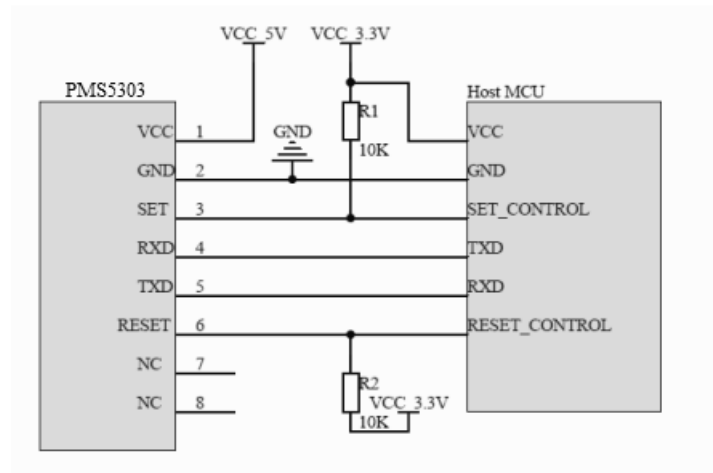 VCC_5V VCC_3.3V
PMS5303 Host MCU
R1
VCC 1 GND VCC
10K
GND 2 GND
SET 3 SET_CONTROL
RXD 4 TXD
TXD 5 RXD
RESET 6 RESET_CONTROL
NC 7
R2
NC 8 VCC_3.3V
10K